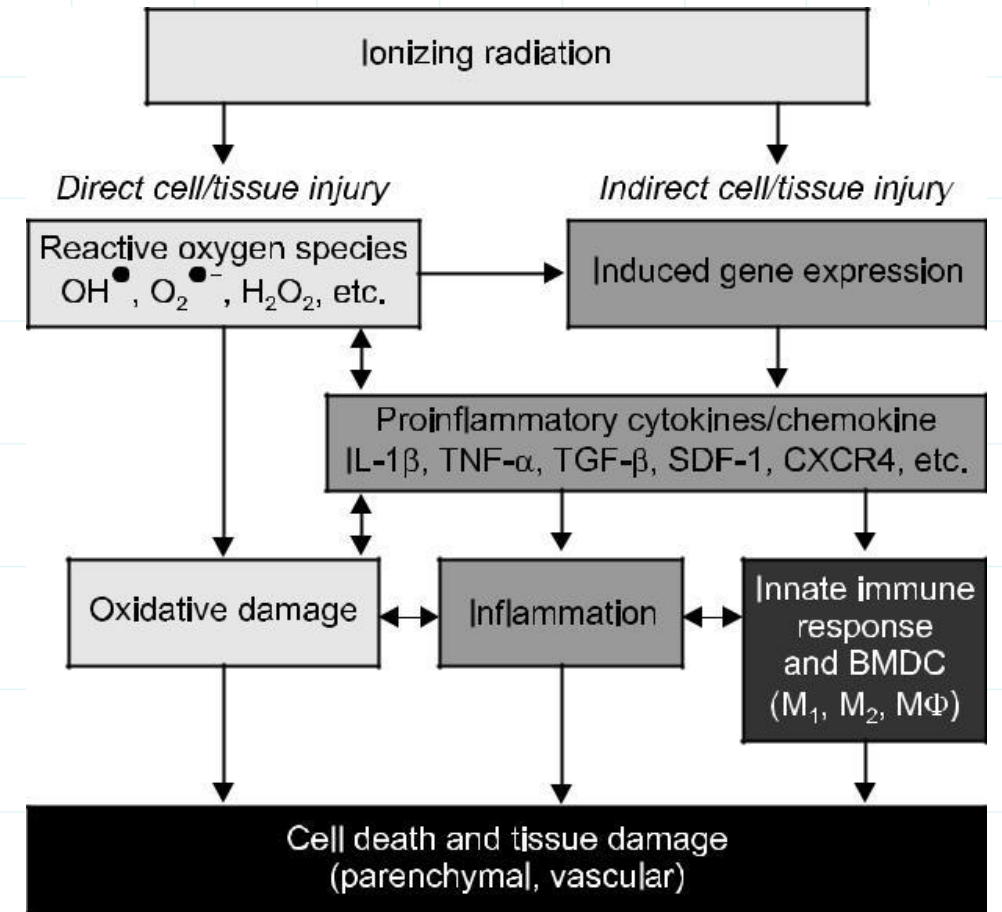 Ionizing radiation
Direct cell/tissue injury
Indirect cell/tissue injury
Reactive oxygen species
OH●, O₂●−, H₂O₂, etc.
Induced gene expression
Proinflammatory cytokines/chemokine
IL-1β, TNF-α, TGF-β, SDF-1, CXCR4, etc.
Oxidative damage
Inflammation
Innate immune
response
and BMDC
(M₁, M₂, MΦ)
Cell death and tissue damage
(parenchymal, vascular)